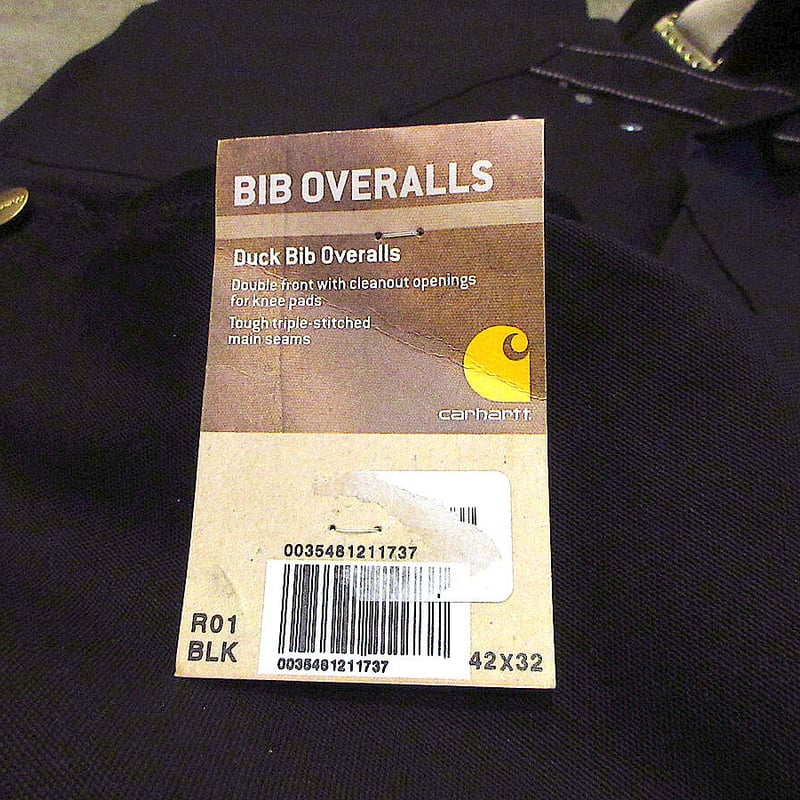 BIB OVERALLS
Duck Bib Overalls
Double front with cleanout openings
for knee pads
Tough triple-stitched
main seams
carhartt
0035481211737
R01
BLK
0035481211737
42X32